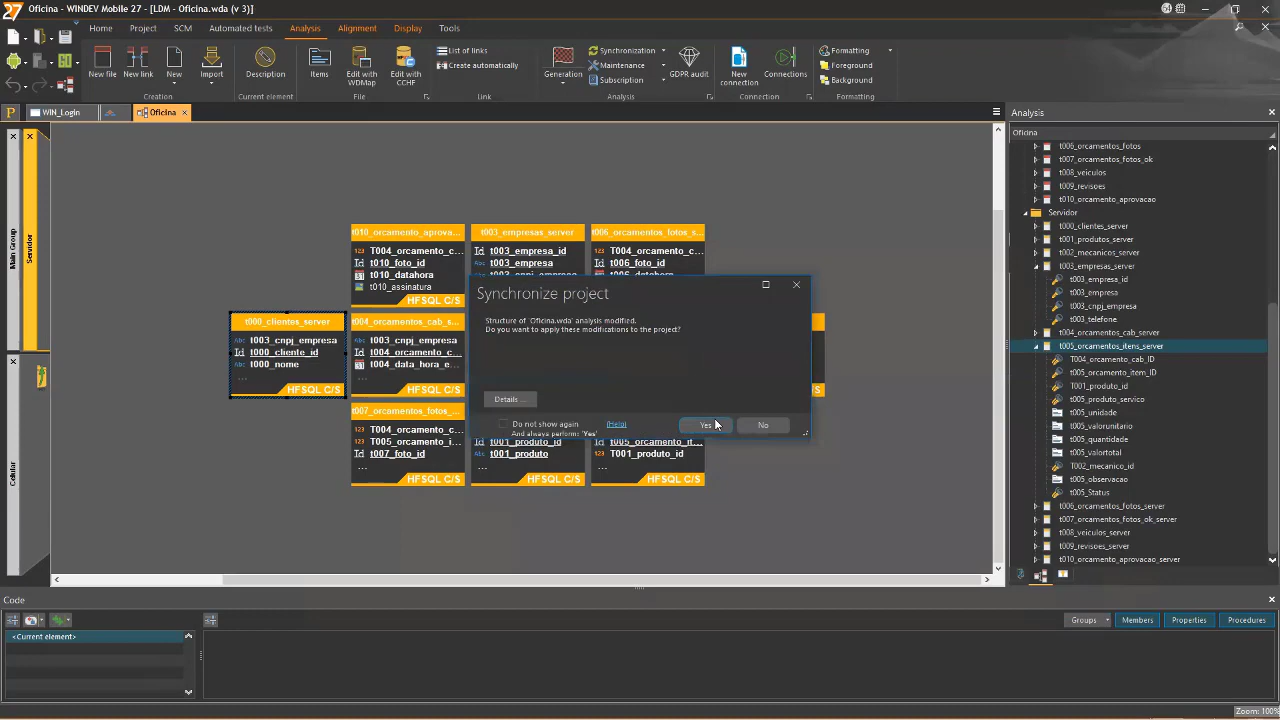 27 Oficina - WINDEV Mobile 27 - [LDM - Oficina.wda (v 3)]
Home Project SCM Automated tests Analysis Alignment Display Tools
New file New link New Import Description Items Edit with WDMap Edit with CCHF List of links Create automatically Generation Synchronization Maintenance Subscription GDPR audit New connection Connections Formatting Foreground Background
Creation Current element File Link Analysis Connection Formatting
P WIN_Login Oficina
Main Group
Servidor
Celular
t010_orcamento_aprova...
T004_orcamento_c...
t010_foto_id
t010_datahora
t010_assinatura
HFSQL C/S
t003_empresas_server
t003_empresa_id
t003_empresa
t003_cnpj_empresa
t006_orcamentos_fotos_s...
T004_orcamento_c...
t006_foto_id
t006_datahora
t000_clientes_server
t003_cnpj_empresa
t000_cliente_id
t000_nome
...
HFSQL C/S
t004_orcamentos_cab_s...
t003_cnpj_empresa
t004_orcamento_c...
t004_data_hora_e...
...
HFSQL C/S
C/S
t007_orcamentos_fotos_...
T004_orcamento_c...
T005_orcamento_i...
t007_foto_id
...
HFSQL C/S
t001_produto_id
t001_produto
...
HFSQL C/S
t005_orcamento_it...
T001_produto_id
...
HFSQL C/S
Synchronize project
Structure of 'Oficina.wda' analysis modified.
Do you want to apply these modifications to the project?
Details ...
Do not show again
And always perform: 'Yes'
(Help)
Yes
No
Analysis
Oficina
t006_orcamentos_fotos
t007_orcamentos_fotos_ok
t008_veiculos
t009_revisoes
t010_orcamento_aprovacao
Servidor
t000_clientes_server
t001_produtos_server
t002_mecanicos_server
t003_empresas_server
t003_empresa_id
t003_empresa
t003_cnpj_empresa
t003_telefone
t004_orcamentos_cab_server
t005_orcamentos_itens_server
T004_orcamento_cab_ID
t005_orcamento_item_ID
T001_produto_id
t005_produto_servico
t005_unidade
t005_valorunitario
t005_quantidade
t005_valortotal
T002_mecanico_id
t005_observacao
t005_Status
t006_orcamentos_fotos_server
t007_orcamentos_fotos_ok_server
t008_veiculos_server
t009_revisoes_server
t010_orcamento_aprovacao_server
Code
<Current element>
Groups Members Properties Procedures
Zoom: 100%